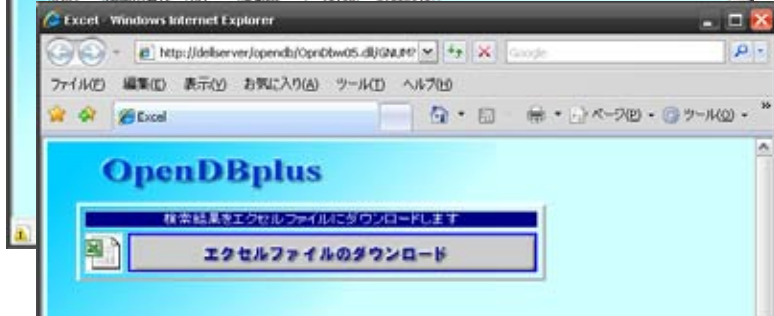 Excel - Windows Internet Explorer
http://dellserver/opendb/OpnDbw05.dll/GNUMP
Google
ファイル(F) 編集(E) 表示(V) お気に入り(A) ツール(T) ヘルプ(H)
Excel
ページ(P) ツール(O)
OpenDBplus
検索結果をエクセルファイルにダウンロードします
エクセルファイルのダウンロード